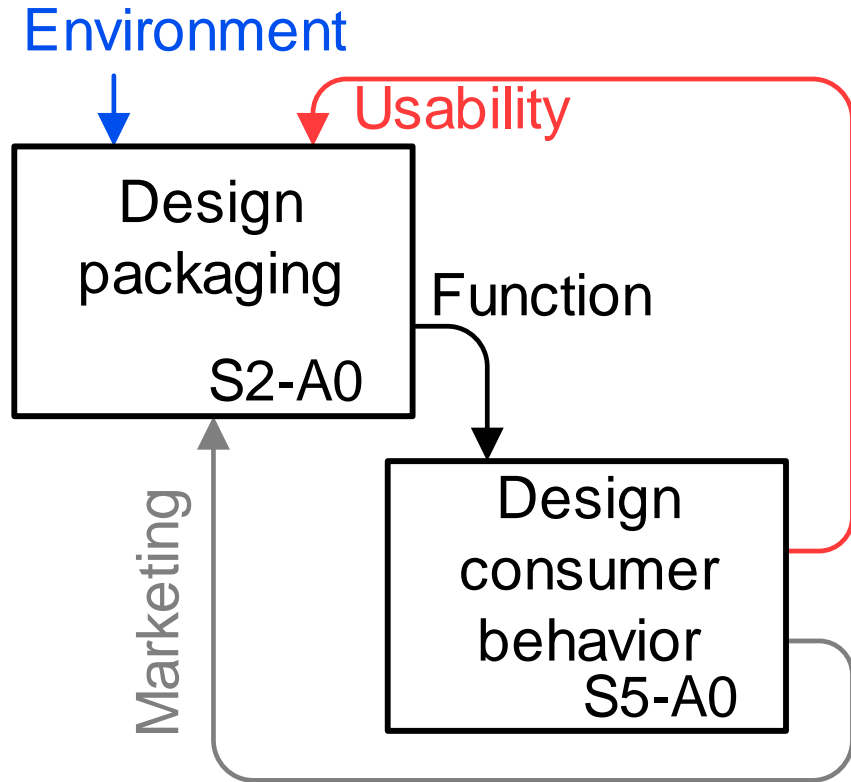 Environment
Usability
Design
packaging
S2-A0
Function
Marketing
Design
consumer
behavior
S5-A0